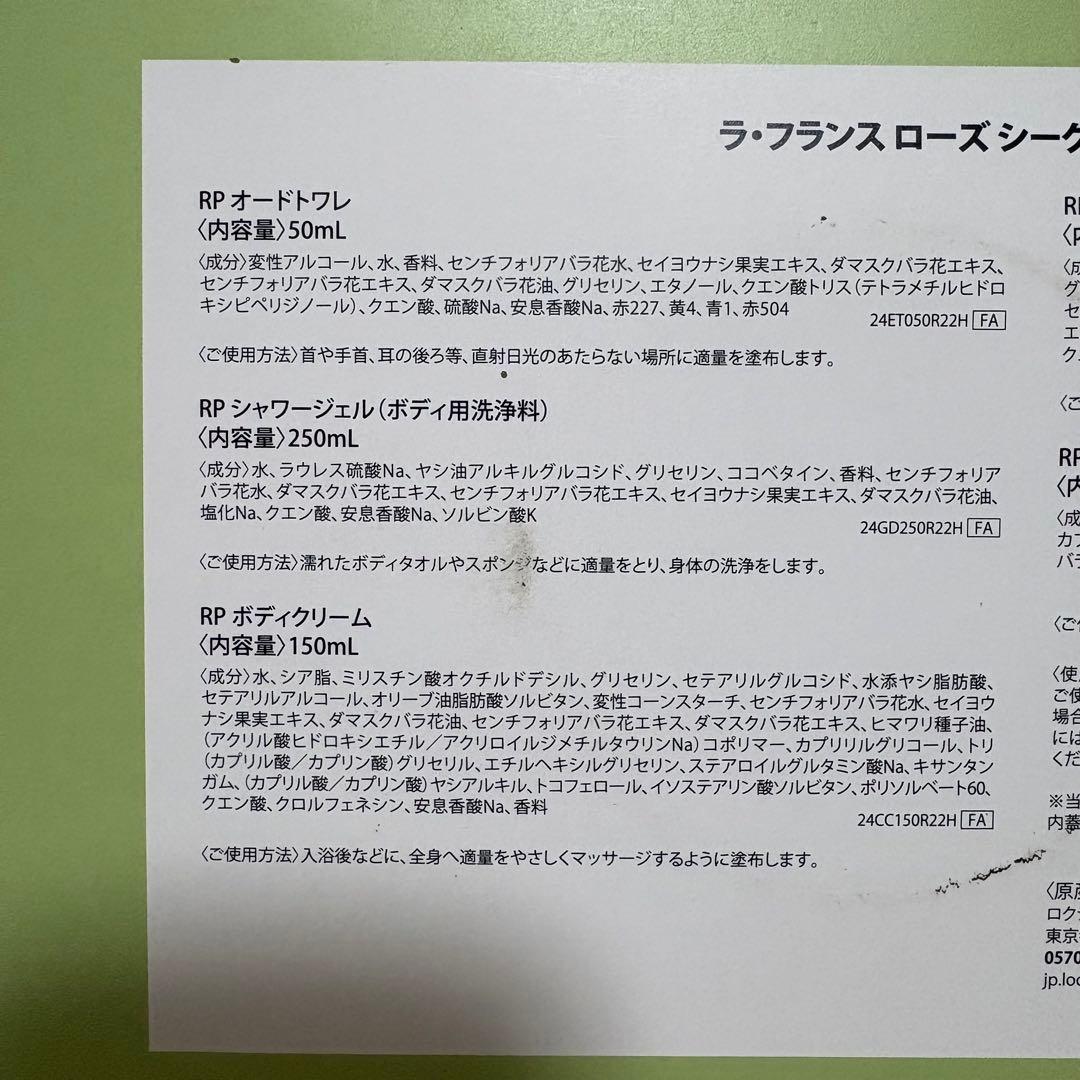 ラ・フランス ローズ シーク
RP オードトワレ
〈内容量〉50mL
〈成分〉変性アルコール、水、香料、センチフォリアバラ花水、セイヨウナシ果実エキス、ダマスクバラ花エキス、
センチフォリアバラ花エキス、ダマスクバラ花油、グリセリン、エタノール、クエン酸トリス(テトラメチルヒドロ
キシピペリジノール)、クエン酸、硫酸Na、安息香酸Na、赤227、黄4、青1、赤504
24ET050R22H FA
〈ご使用方法〉首や手首、耳の後ろ等、直射日光のあたらない場所に適量を塗布します。
RP シャワージェル(ボディ用洗浄料)
〈内容量〉250mL
〈成分〉水、ラウレス硫酸Na、ヤシ油アルキルグルコシド、グリセリン、ココベタイン、香料、センチフォリア
バラ花水、ダマスクバラ花エキス、センチフォリアバラ花エキス、セイヨウナシ果実エキス、ダマスクバラ花油、
塩化Na、クエン酸、安息香酸Na、ソルビン酸K
24GD250R22H FA
〈ご使用方法〉濡れたボディタオルやスポンジなどに適量をとり、身体の洗浄をします。
RP ボディクリーム
〈内容量〉150mL
〈成分〉水、シア脂、ミリスチン酸オクチルドデシル、グリセリン、セテアリルグルコシド、水添ヤシ脂肪酸、
セテアリルアルコール、オリーブ油脂肪酸ソルビタン、変性コーンスターチ、センチフォリアバラ花水、セイヨウ
ナシ果実エキス、ダマスクバラ花油、センチフォリアバラ花エキス、ダマスクバラ花エキス、ヒマワリ種子油、
(アクリル酸ヒドロキシエチル/アクリロイルジメチルタウリンNa)コポリマー、カプリリルグリコール、トリ
(カプリル酸/カプリン酸)グリセリル、エチルヘキシルグリセリン、ステアロイルグルタミン酸Na、キサンタン
ガム、(カプリル酸/カプリン酸)ヤシアルキル、トコフェロール、イソステアリン酸ソルビタン、ポリソルベート60、
クエン酸、クロルフェネシン、安息香酸Na、香料
24CC150R22H FA
〈ご使用方法〉入浴後などに、全身へ適量をやさしくマッサージするように塗布します。
グ
セ
エ
ク
〈ご
RP
カプ
バラ
〈ご
〈使
ご使
場合
には
くだ
※当
内蓋
〈原産
ロク
東京
0570
jp.loc